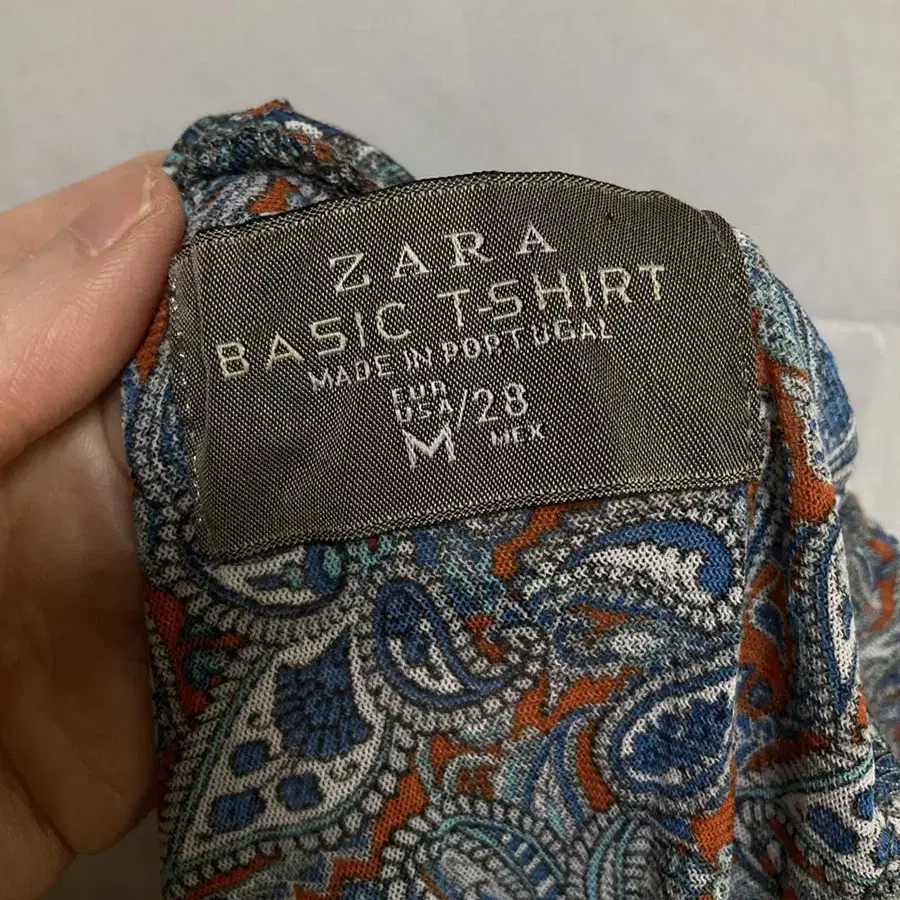 ZARA
BASIC T-SHIRT
MADE IN PORTUGAL
EUR
USA/28
M MEX